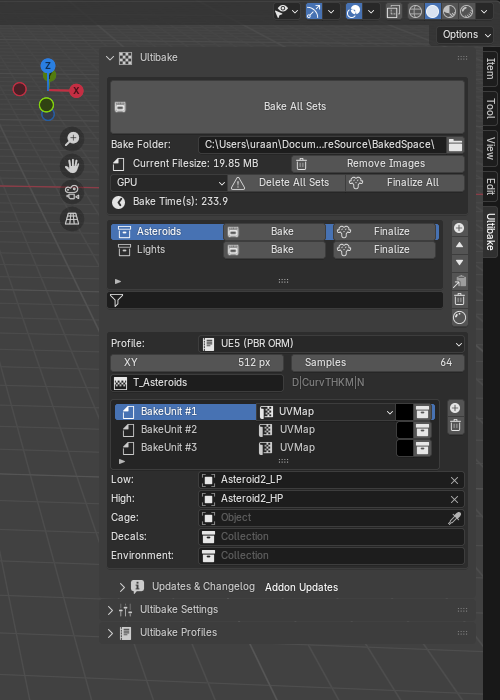 Options
Z
X
Ultibake
Bake All Sets
Bake Folder: C:\Users\uraan\Docum...reSource\BakedSpace\
Current Filesize: 19.85 MB Remove Images
GPU Delete All Sets Finalize All
Bake Time(s): 233.9
Asteroids Bake Finalize
Lights Bake Finalize
Profile: UE5 (PBR ORM)
XY 512 px Samples 64
T_Asteroids D|CurvTHKM|N
BakeUnit #1 UVMap
BakeUnit #2 UVMap
BakeUnit #3 UVMap
Low: Asteroid2_LP
High: Asteroid2_HP
Cage: Object
Decals: Collection
Environment: Collection
Updates & Changelog Addon Updates
Ultibake Settings
Ultibake Profiles
Item
Tool
View
Edit
Ultibake